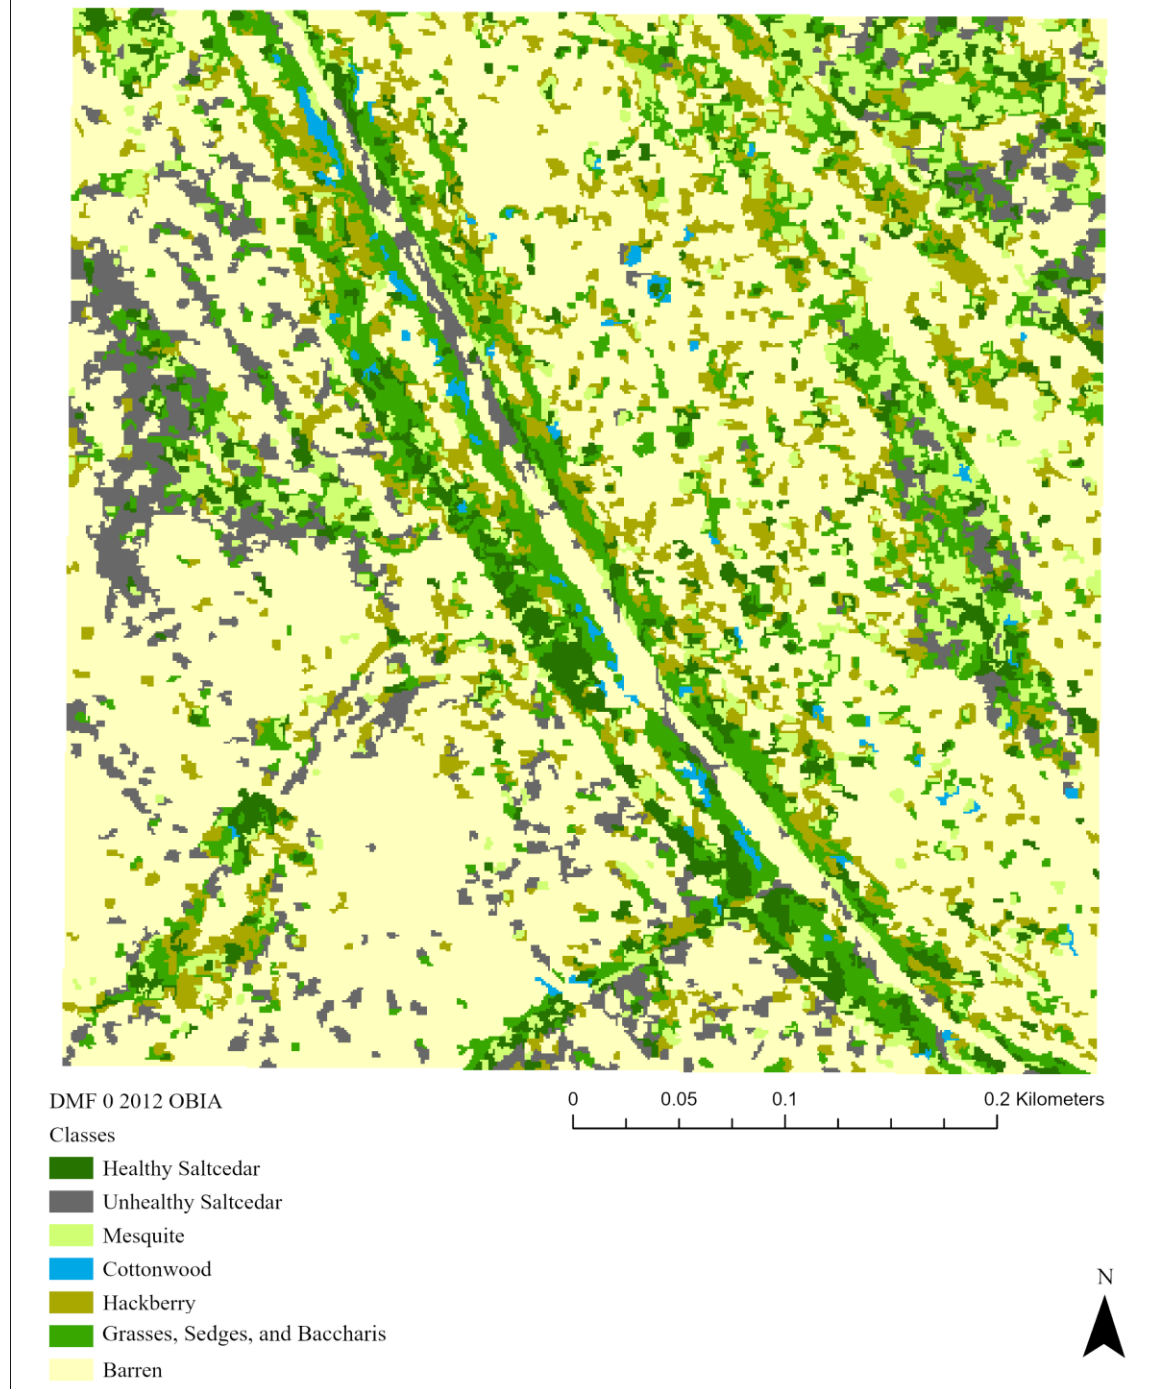 DMF 0 2012 OBIA
Classes
Healthy Saltcedar
Unhealthy Saltcedar
Mesquite
Cottonwood
Hackberry
Grasses, Sedges, and Baccharis
Barren
0 0.05 0.1 0.2 Kilometers
N